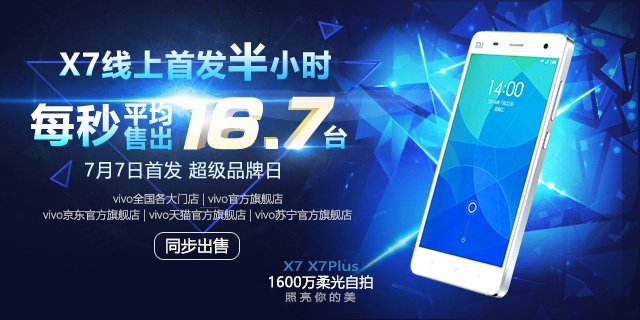 X7线上首发半小时
每秒平均售出16.7台
7月7日首发 超级品牌日
vivo全国各大门店 | vivo官方旗舰店
vivo京东官方旗舰店 | vivo天猫官方旗舰店 | vivo苏宁官方旗舰店
同步出售
X7 X7Plus
1600万柔光自拍
照亮你的美
MI
14:00